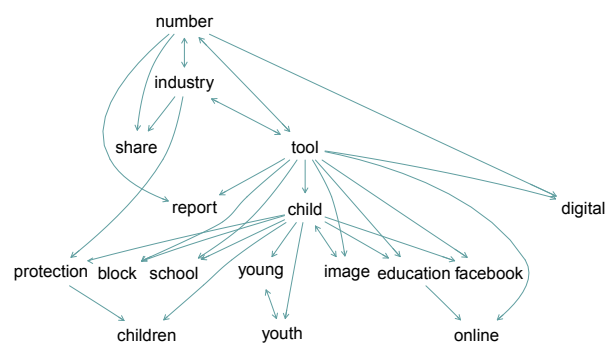 number
industry
share
tool
report
child
digital
protection
block
school
young
image
education
facebook
children
youth
online